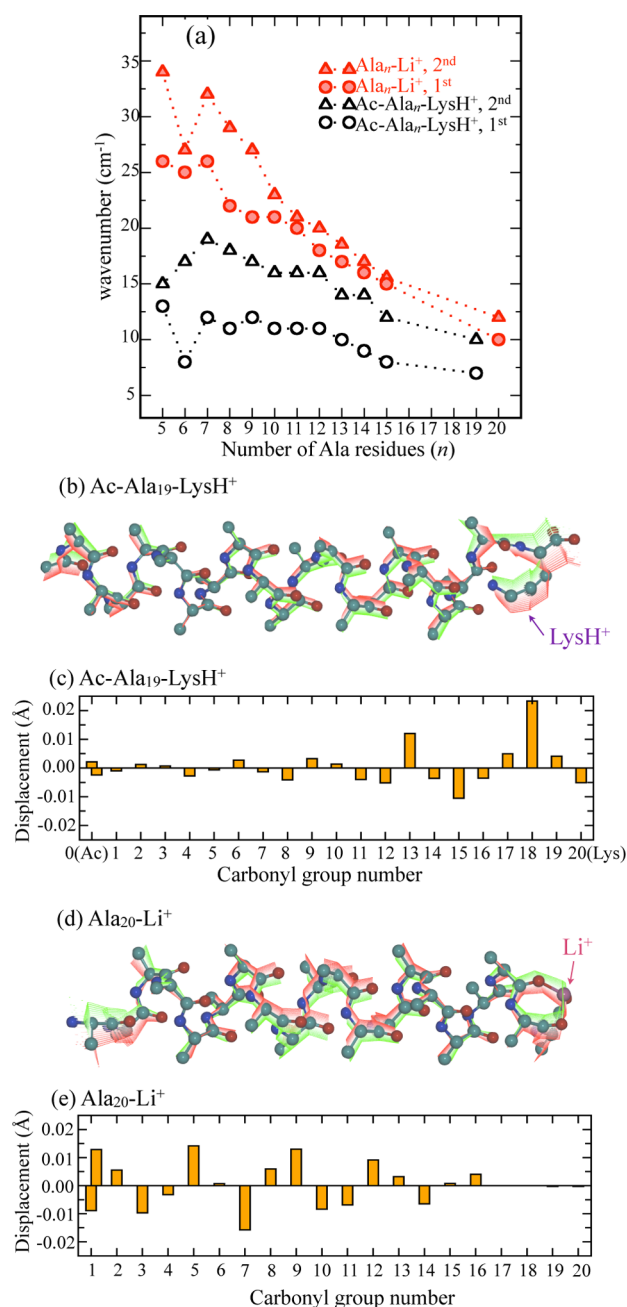 (a)
Alaₙ-Li⁺, 2ⁿᵈ
Alaₙ-Li⁺, 1ˢᵗ
Ac-Alaₙ-LysH⁺, 2ⁿᵈ
Ac-Alaₙ-LysH⁺, 1ˢᵗ
wavenumber (cm⁻¹)
35
30
25
20
15
10
5
5 6 7 8 9 10 11 12 13 14 15 16 17 18 19 20
Number of Ala residues (n)
(b) Ac-Ala₁₉-LysH⁺
LysH⁺
(c) Ac-Ala₁₉-LysH⁺
Displacement (Å)
0.02
0.01
0.00
-0.01
-0.02
0(Ac) 1 2 3 4 5 6 7 8 9 10 11 12 13 14 15 16 17 18 19 20(Lys)
Carbonyl group number
(d) Ala₂₀-Li⁺
Li⁺
(e) Ala₂₀-Li⁺
Displacement (Å)
0.02
0.01
0.00
-0.01
-0.02
1 2 3 4 5 6 7 8 9 10 11 12 13 14 15 16 17 18 19 20
Carbonyl group number